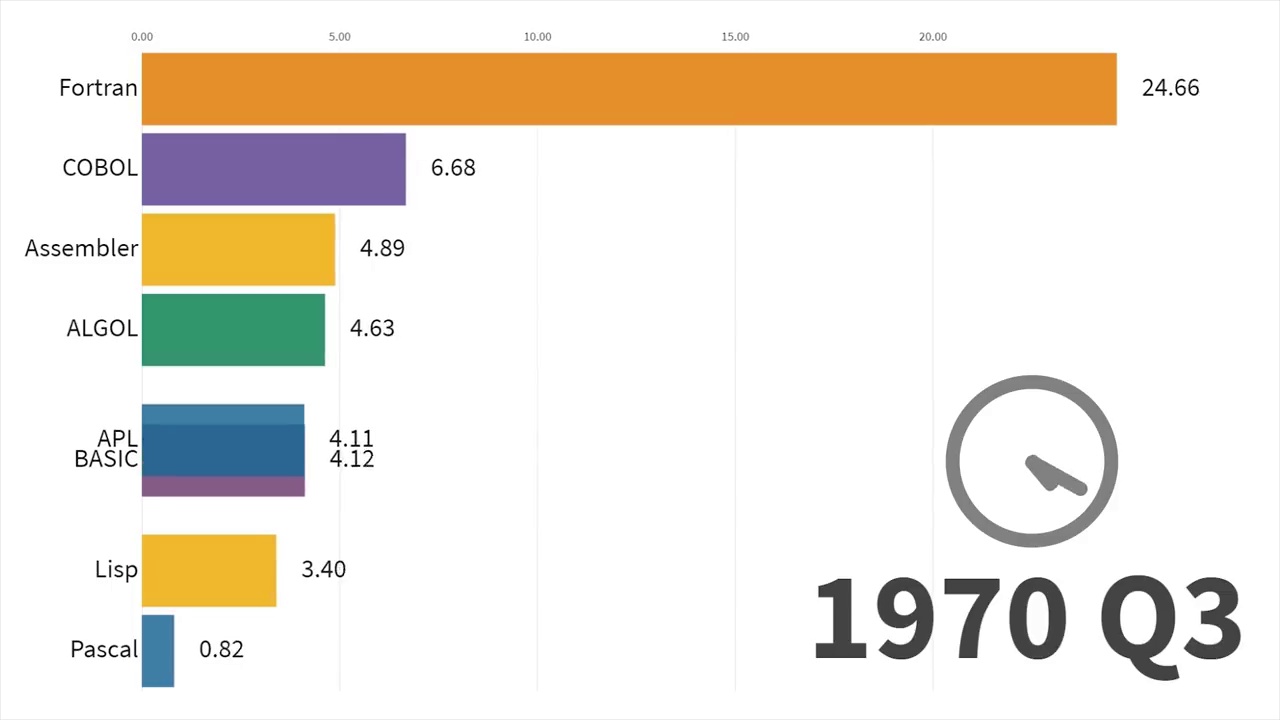 0.00 5.00 10.00 15.00 20.00
Fortran 24.66
COBOL 6.68
Assembler 4.89
ALGOL 4.63
APL 4.11
BASIC 4.12
Lisp 3.40
Pascal 0.82
1970 Q3